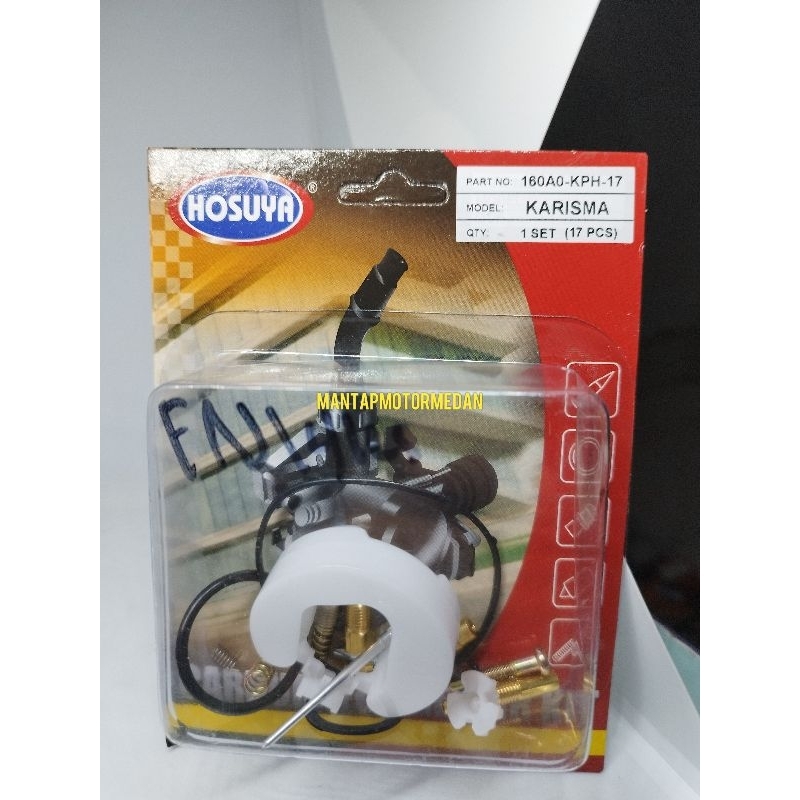 HOSUYA ®
PART NO: 160A0-KPH-17
MODEL: KARISMA
QTY. 1 SET (17 PCS)
MANTAPMOTORMEDAN